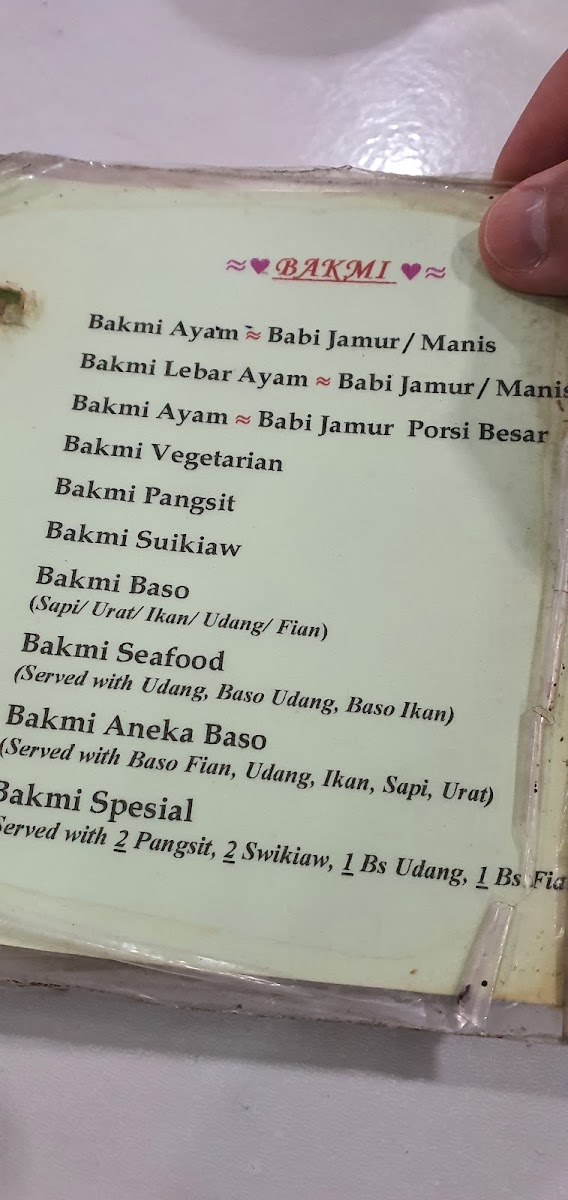 ≈♥ BAKMI ♥≈
Bakmi Ayam ≈ Babi Jamur / Manis
Bakmi Lebar Ayam ≈ Babi Jamur / Manis
Bakmi Ayam ≈ Babi Jamur Porsi Besar
Bakmi Vegetarian
Bakmi Pangsit
Bakmi Suikiaw
Bakmi Baso
(Sapi/ Urat/ Ikan/ Udang/ Fian)
Bakmi Seafood
(Served with Udang, Baso Udang, Baso Ikan)
Bakmi Aneka Baso
(Served with Baso Fian, Udang, Ikan, Sapi, Urat)
Bakmi Spesial
Served with 2 Pangsit, 2 Swikiaw, 1 Bs Udang, 1 Bs Fia